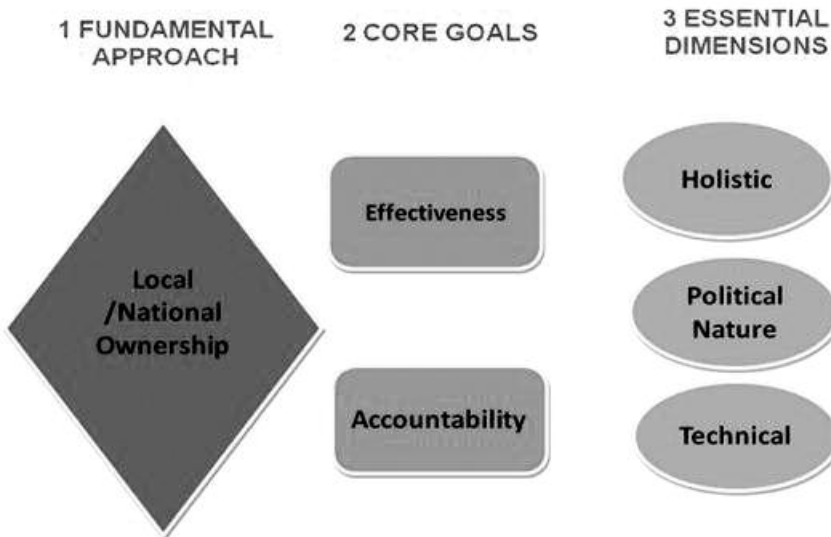 1 FUNDAMENTAL
APPROACH
Local
/National
Ownership
2 CORE GOALS
Effectiveness
Accountability
3 ESSENTIAL
DIMENSIONS
Holistic
Political
Nature
Technical